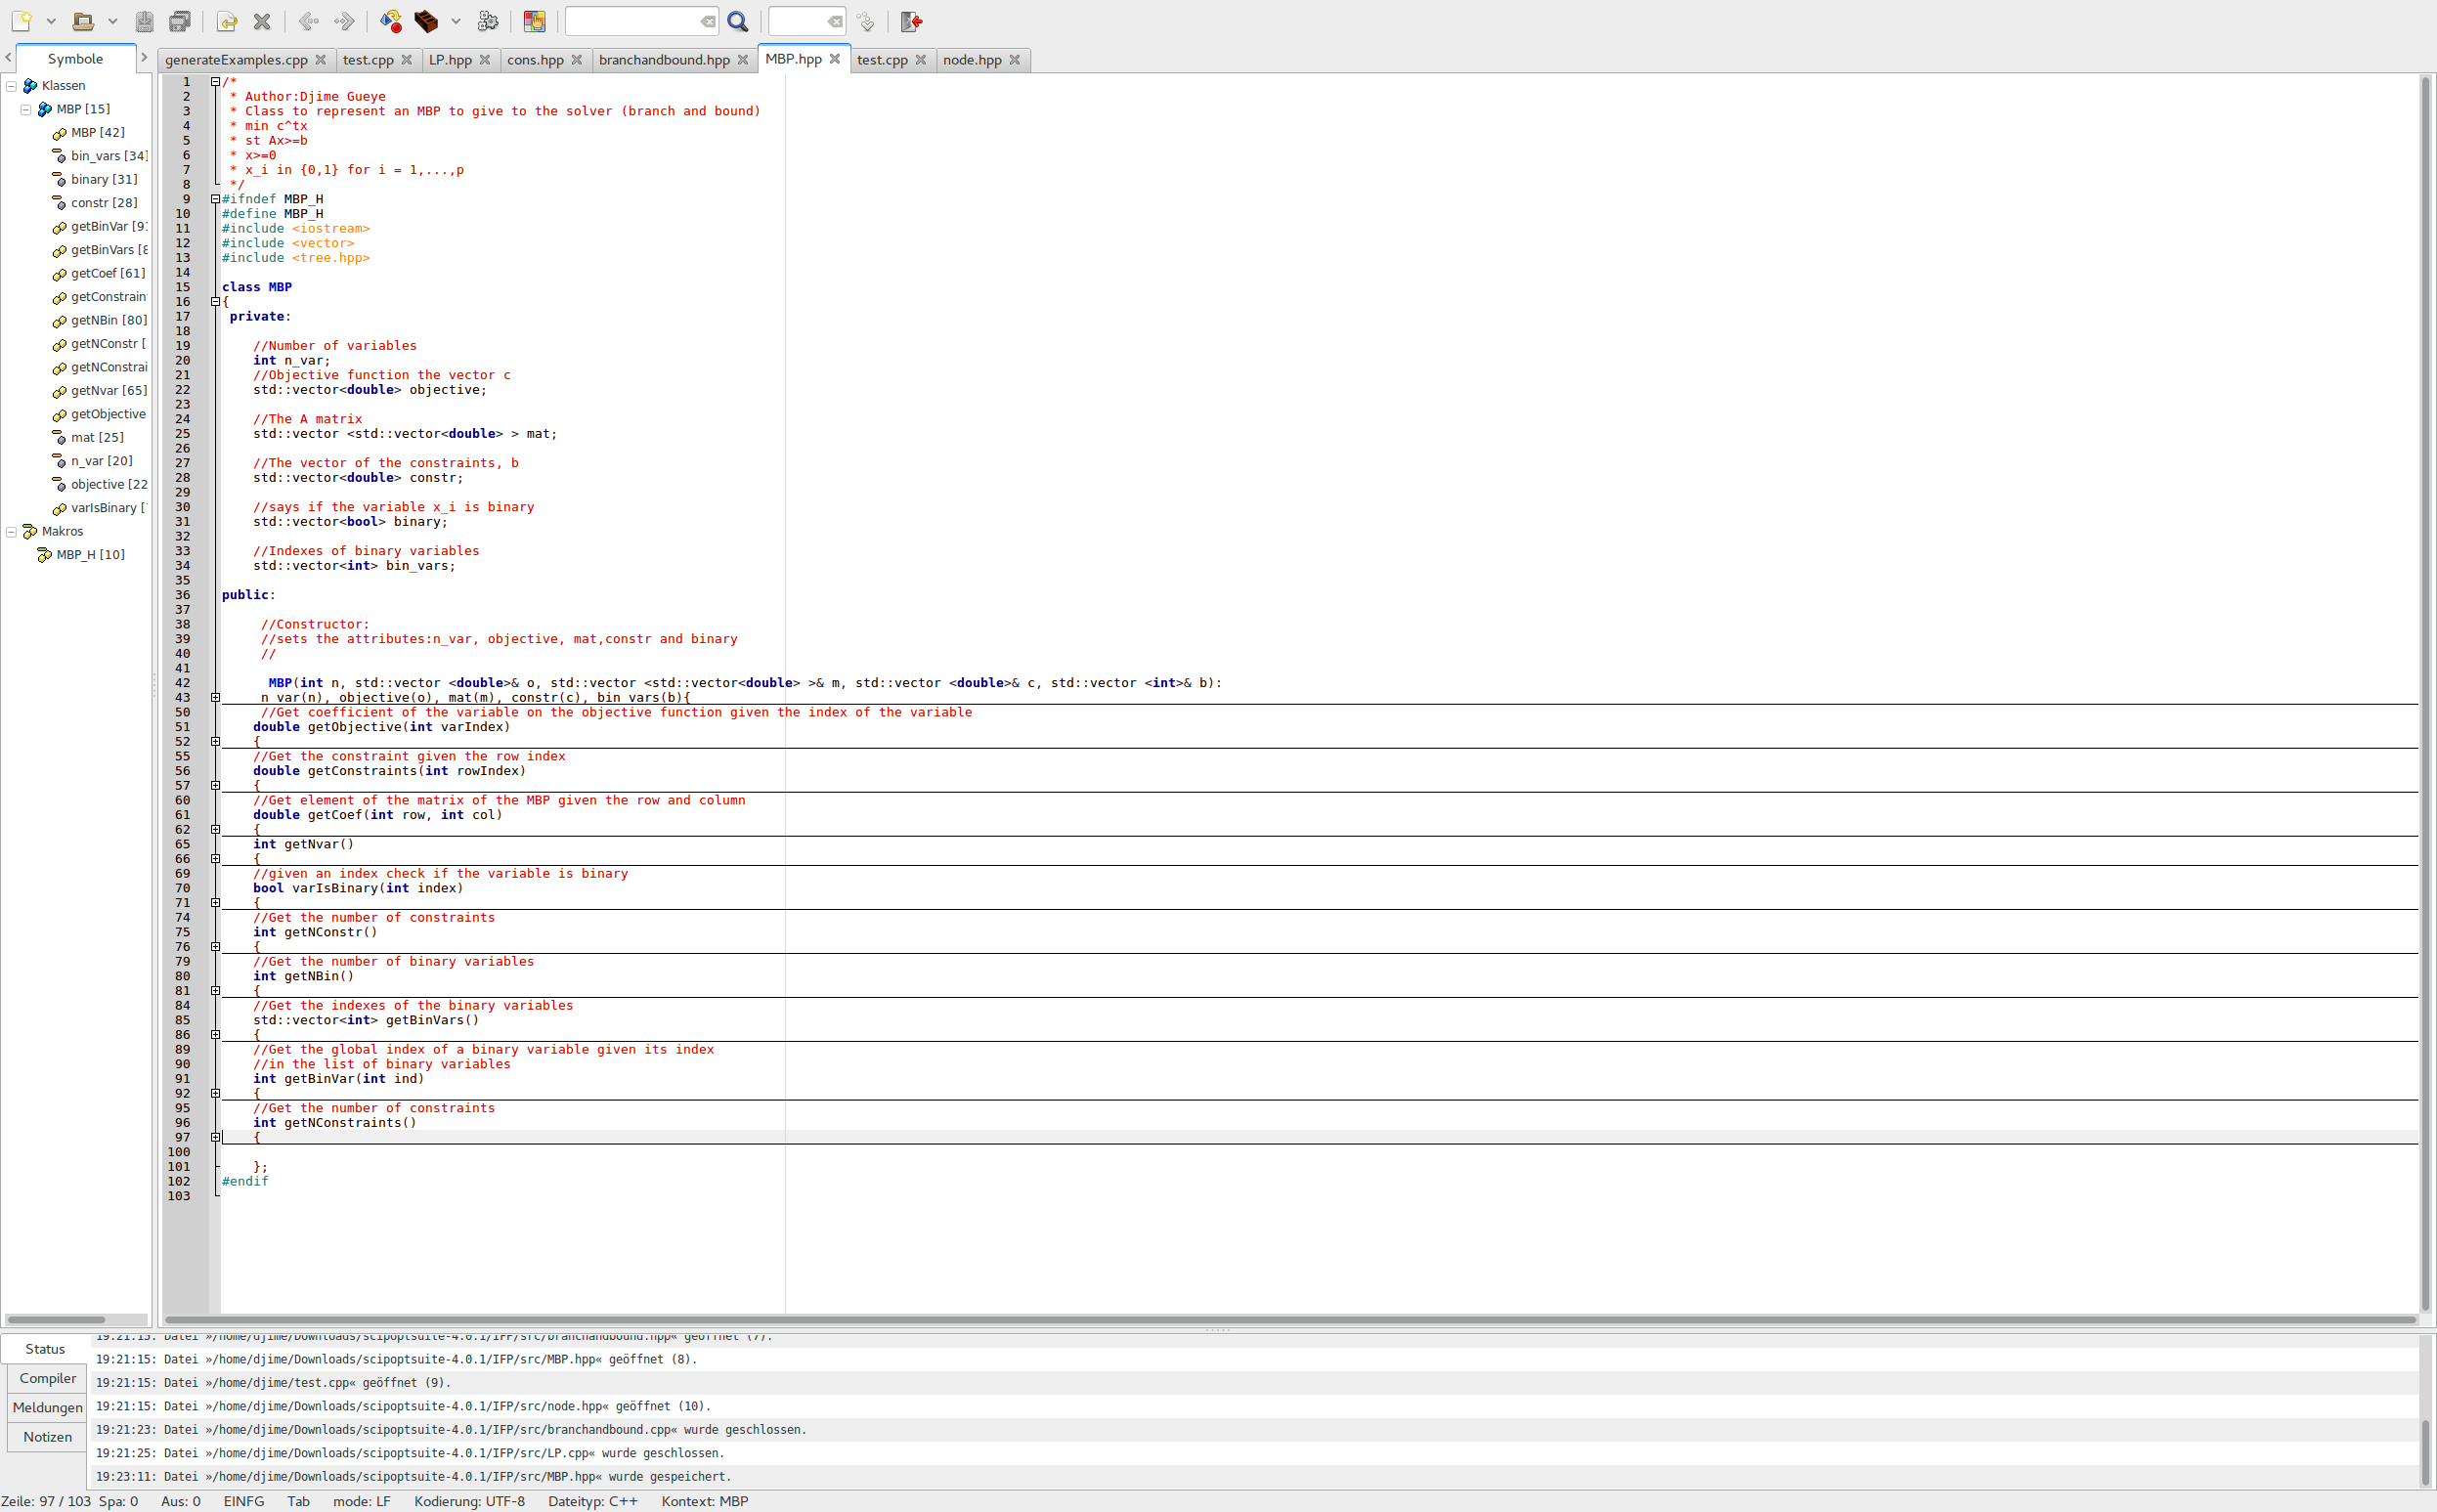 Symbole
generateExamples.cpp test.cpp LP.hpp cons.hpp branchandbound.hpp MBP.hpp test.cpp node.hpp
Klassen
MBP [15]
MBP [42]
bin_vars [34]
binary [31]
constr [28]
getBinVar [9
getBinVars [8
getCoef [61]
getConstrain
getNBin [80]
getNConstr [
getNConstrai
getNvar [65]
getObjective
mat [25]
n_var [20]
objective [22
varIsBinary [
Makros
MBP_H [10]
1 /*
2  * Author:Djime Gueye
3  * Class to represent an MBP to give to the solver (branch and bound)
4  * min c^tx
5  * st Ax>=b
6  * x>=0
7  * x_i in {0,1} for i = 1,...,p
8  */
9 #ifndef MBP_H
10 #define MBP_H
11 #include <iostream>
12 #include <vector>
13 #include <tree.hpp>
14
15 class MBP
16 {
17  private:
18
19     //Number of variables
20     int n_var;
21     //Objective function the vector c
22     std::vector<double> objective;
23
24     //The A matrix
25     std::vector <std::vector<double> > mat;
26
27     //The vector of the constraints, b
28     std::vector<double> constr;
29
30     //says if the variable x_i is binary
31     std::vector<bool> binary;
32
33     //Indexes of binary variables
34     std::vector<int> bin_vars;
35
36 public:
37
38      //Constructor:
39      //sets the attributes:n_var, objective, mat,constr and binary
40      //
41
42       MBP(int n, std::vector <double>& o, std::vector <std::vector<double> >& m, std::vector <double>& c, std::vector <int>& b):
43      n_var(n), objective(o), mat(m), constr(c), bin_vars(b){
50      //Get coefficient of the variable on the objective function given the index of the variable
51     double getObjective(int varIndex)
52     {
55     //Get the constraint given the row index
56     double getConstraints(int rowIndex)
57     {
60     //Get element of the matrix of the MBP given the row and column
61     double getCoef(int row, int col)
62     {
65     int getNvar()
66     {
69     //given an index check if the variable is binary
70     bool varIsBinary(int index)
71     {
74     //Get the number of constraints
75     int getNConstr()
76     {
79     //Get the number of binary variables
80     int getNBin()
81     {
84     //Get the indexes of the binary variables
85     std::vector<int> getBinVars()
86     {
89     //Get the global index of a binary variable given its index
90     //in the list of binary variables
91     int getBinVar(int ind)
92     {
95     //Get the number of constraints
96     int getNConstraints()
97     {
100
101     };
102 #endif
103
Status
Compiler
Meldungen
Notizen
19:21:15: Datei »/home/djime/Downloads/scipoptsuite-4.0.1/IFP/src/branchandbound.hpp« geöffnet (7).
19:21:15: Datei »/home/djime/Downloads/scipoptsuite-4.0.1/IFP/src/MBP.hpp« geöffnet (8).
19:21:15: Datei »/home/djime/test.cpp« geöffnet (9).
19:21:15: Datei »/home/djime/Downloads/scipoptsuite-4.0.1/IFP/src/node.hpp« geöffnet (10).
19:21:23: Datei »/home/djime/Downloads/scipoptsuite-4.0.1/IFP/src/branchandbound.cpp« wurde geschlossen.
19:21:25: Datei »/home/djime/Downloads/scipoptsuite-4.0.1/IFP/src/LP.cpp« wurde geschlossen.
19:23:11: Datei »/home/djime/Downloads/scipoptsuite-4.0.1/IFP/src/MBP.hpp« wurde gespeichert.
Zeile: 97 / 103 Spa: 0 Aus: 0 EINFG Tab mode: LF Kodierung: UTF-8 Dateityp: C++ Kontext: MBP